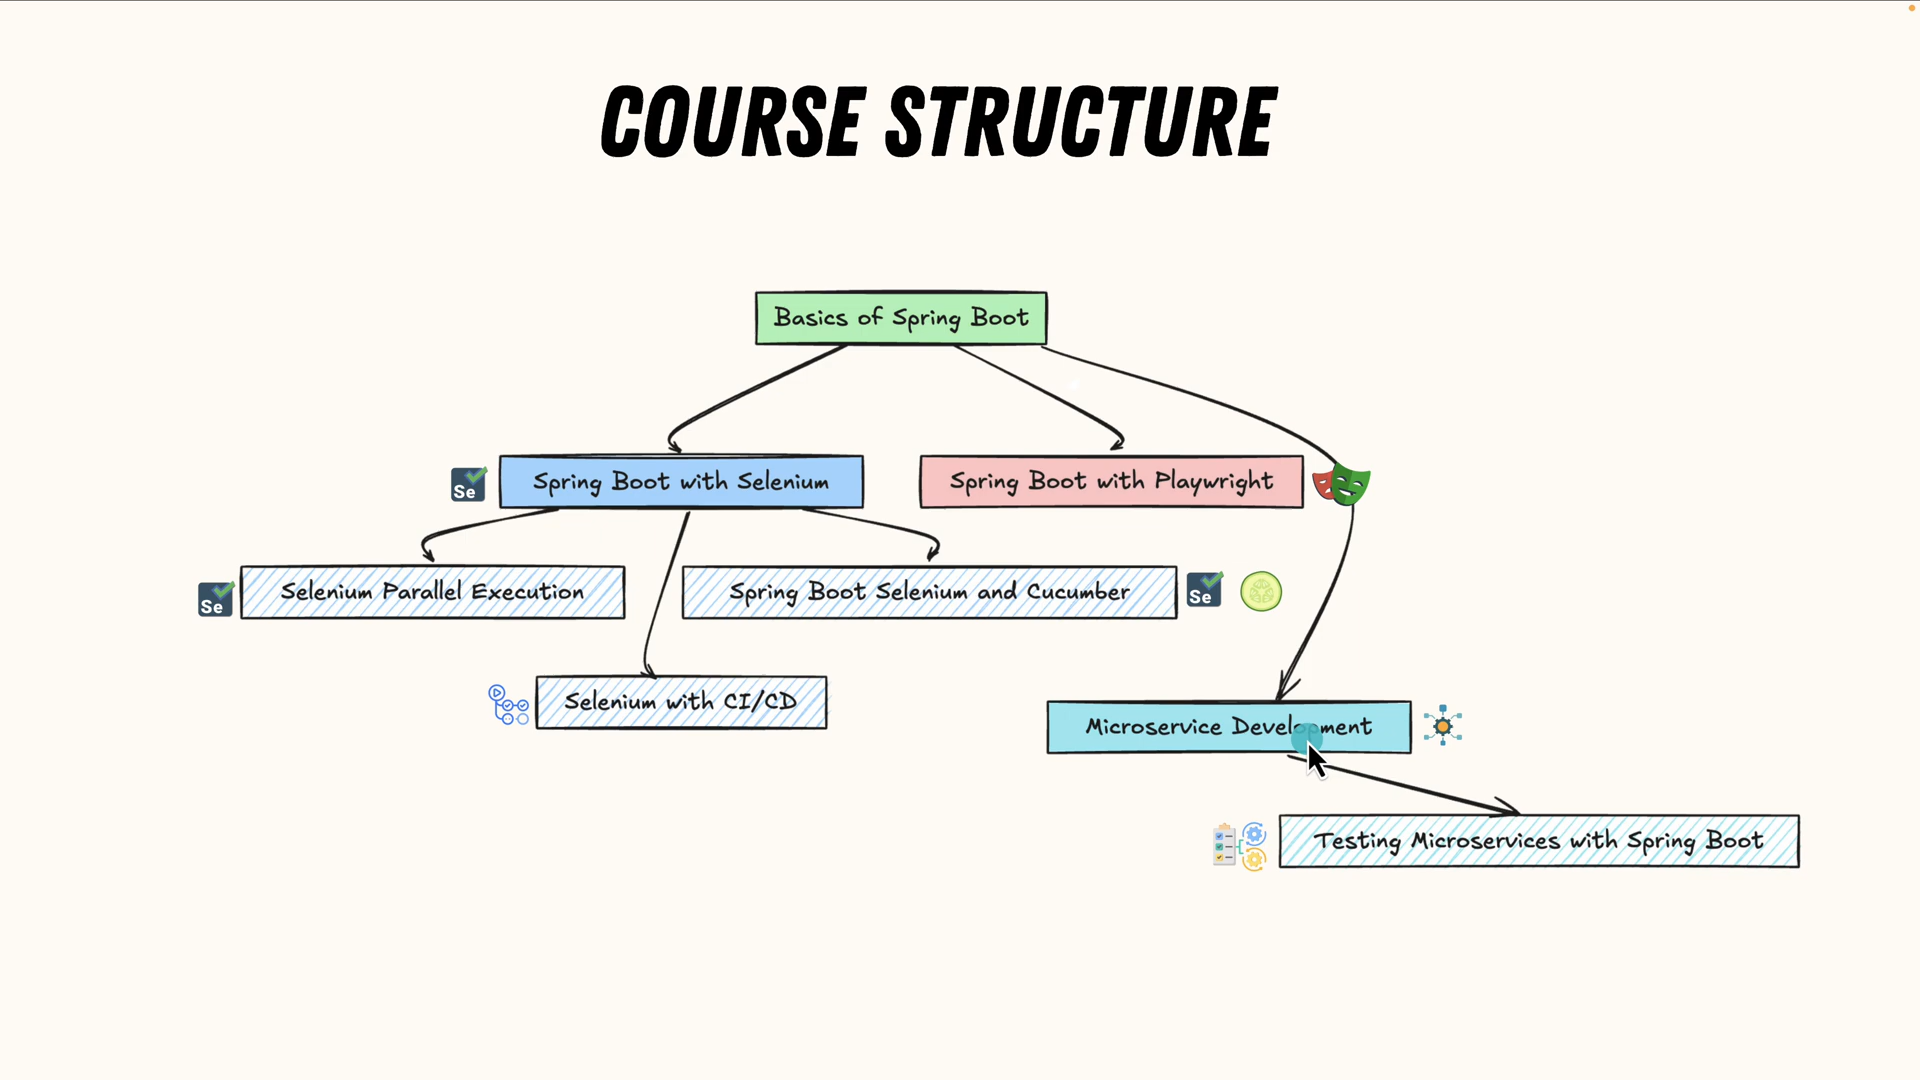 COURSE STRUCTURE
Basics of Spring Boot
Se
Spring Boot with Selenium
Spring Boot with Playwright
Se
Selenium Parallel Execution
Spring Boot Selenium and Cucumber
Se
Selenium with CI/CD
Microservice Development
Testing Microservices with Spring Boot